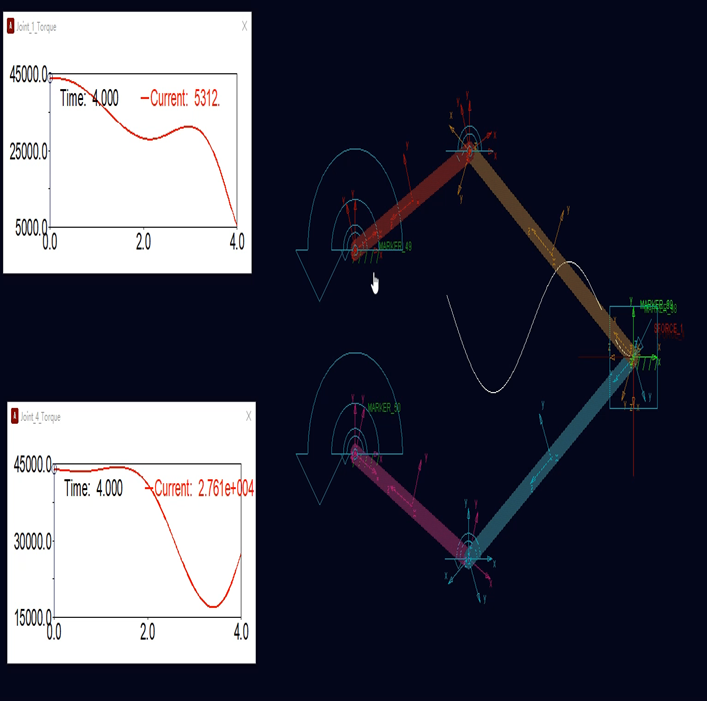 Joint_1_Torque
45000.0
Time: 4.000 Current: 5312.
25000.0
5000.0
0.0 2.0 4.0
MARKER_49
SFORCE_1
MARKER_50
Joint_4_Torque
45000.0
Time: 4.000 Current: 2.761e+004
30000.0
15000.0
0.0 2.0 4.0